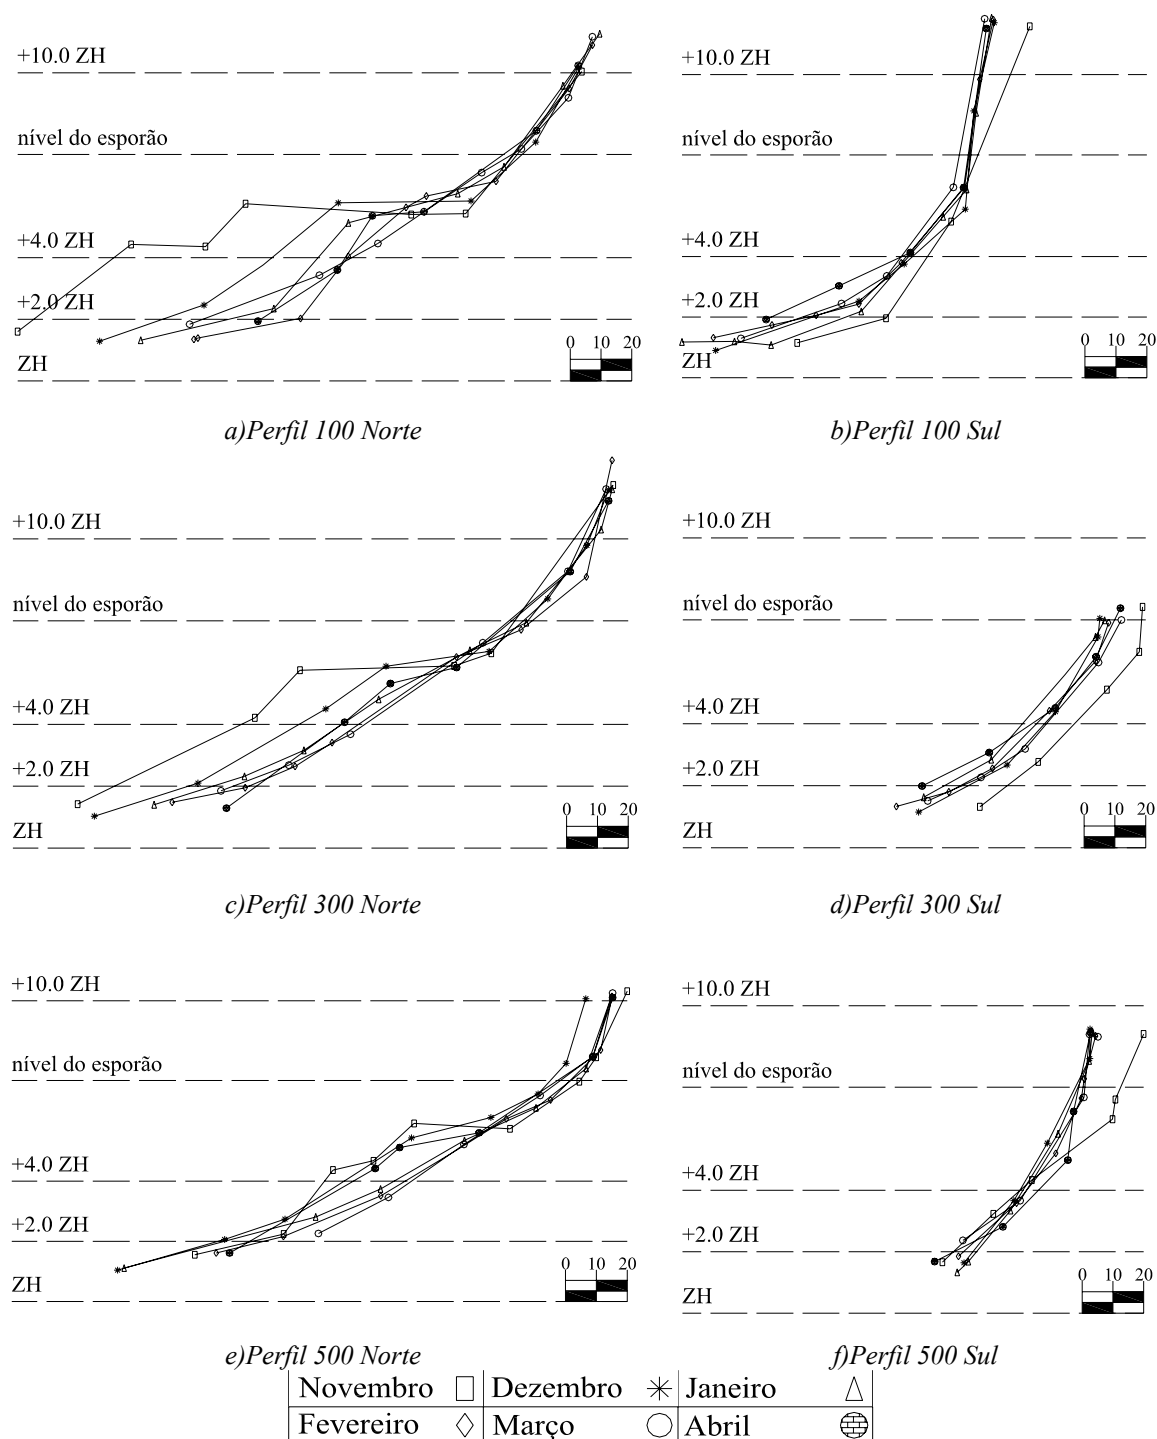 +10.0 ZH
nível do esporão
+4.0 ZH
+2.0 ZH
ZH
0 10 20
a)Perfil 100 Norte
+10.0 ZH
nível do esporão
+4.0 ZH
+2.0 ZH
ZH
0 10 20
b)Perfil 100 Sul
+10.0 ZH
nível do esporão
+4.0 ZH
+2.0 ZH
ZH
0 10 20
c)Perfil 300 Norte
+10.0 ZH
nível do esporão
+4.0 ZH
+2.0 ZH
ZH
0 10 20
d)Perfil 300 Sul
+10.0 ZH
nível do esporão
+4.0 ZH
+2.0 ZH
ZH
0 10 20
e)Perfil 500 Norte
+10.0 ZH
nível do esporão
+4.0 ZH
+2.0 ZH
ZH
0 10 20
f)Perfil 500 Sul
Novembro Dezembro Janeiro
Fevereiro Março Abril